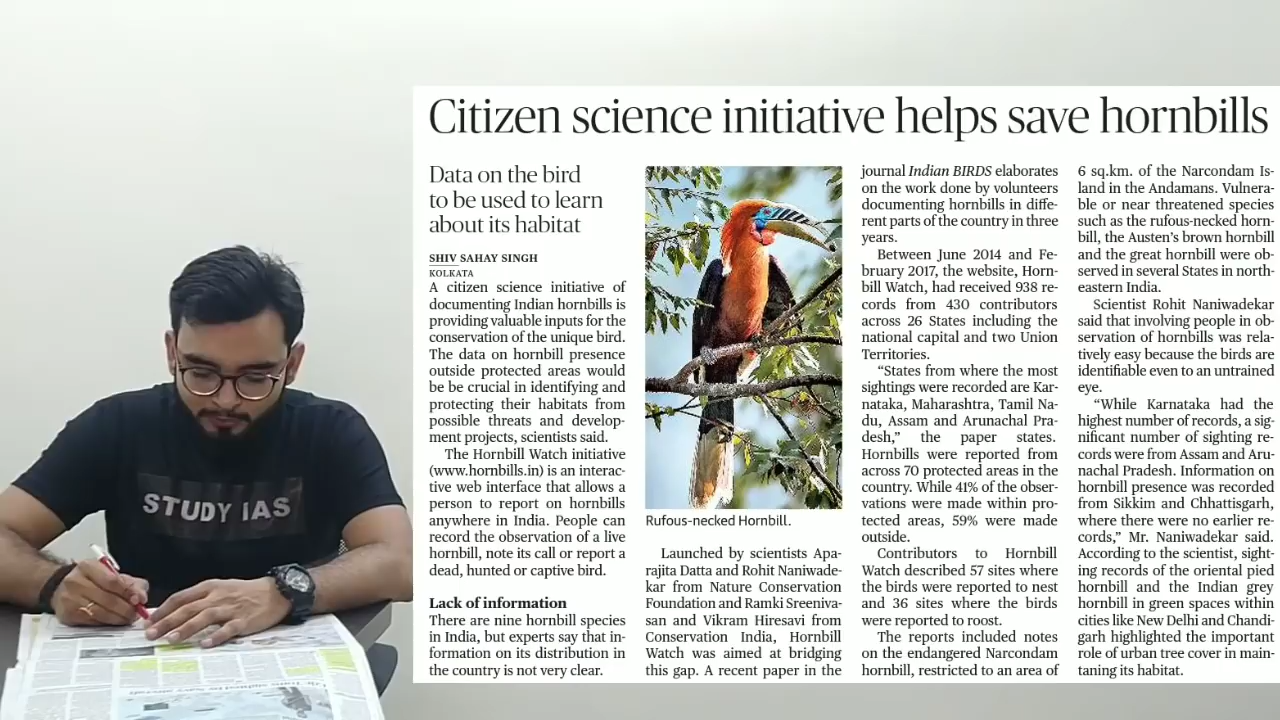 Citizen science initiative helps save hornbills
Data on the bird
to be used to learn
about its habitat
SHIV SAHAY SINGH
KOLKATA
A citizen science initiative of
documenting Indian hornbills is
providing valuable inputs for the
conservation of the unique bird.
The data on hornbill presence
outside protected areas would
be be crucial in identifying and
protecting their habitats from
possible threats and develop-
ment projects, scientists said.
The Hornbill Watch initiative
(www.hornbills.in) is an interac-
tive web interface that allows a
person to report on hornbills
anywhere in India. People can
record the observation of a live
hornbill, note its call or report a
dead, hunted or captive bird.
Lack of information
There are nine hornbill species
in India, but experts say that in-
formation on its distribution in
the country is not very clear.
Rufous-necked Hornbill.
Launched by scientists Apa-
rajita Datta and Rohit Naniwade-
kar from Nature Conservation
Foundation and Ramki Sreeniva-
san and Vikram Hiresavi from
Conservation India, Hornbill
Watch was aimed at bridging
this gap. A recent paper in the
journal Indian BIRDS elaborates
on the work done by volunteers
documenting hornbills in diffe-
rent parts of the country in three
years.
Between June 2014 and Fe-
bruary 2017, the website, Horn-
bill Watch, had received 938 re-
cords from 430 contributors
across 26 States including the
national capital and two Union
Territories.
“States from where the most
sightings were recorded are Kar-
nataka, Maharashtra, Tamil Na-
du, Assam and Arunachal Pra-
desh,” the paper states.
Hornbills were reported from
across 70 protected areas in the
country. While 41% of the obser-
vations were made within pro-
tected areas, 59% were made
outside.
Contributors to Hornbill
Watch described 57 sites where
the birds were reported to nest
and 36 sites where the birds
were reported to roost.
The reports included notes
on the endangered Narcondam
hornbill, restricted to an area of
6 sq.km. of the Narcondam Is-
land in the Andamans. Vulnera-
ble or near threatened species
such as the rufous-necked horn-
bill, the Austen’s brown hornbill
and the great hornbill were ob-
served in several States in north-
eastern India.
Scientist Rohit Naniwadekar
said that involving people in ob-
servation of hornbills was rela-
tively easy because the birds are
identifiable even to an untrained
eye.
“While Karnataka had the
highest number of records, a sig-
nificant number of sighting re-
cords were from Assam and Aru-
nachal Pradesh. Information on
hornbill presence was recorded
from Sikkim and Chhattisgarh,
where there were no earlier re-
cords,” Mr. Naniwadekar said.
According to the scientist, sight-
ing records of the oriental pied
hornbill and the Indian grey
hornbill in green spaces within
cities like New Delhi and Chandi-
garh highlighted the important
role of urban tree cover in main-
taning its habitat.
STUDY IAS